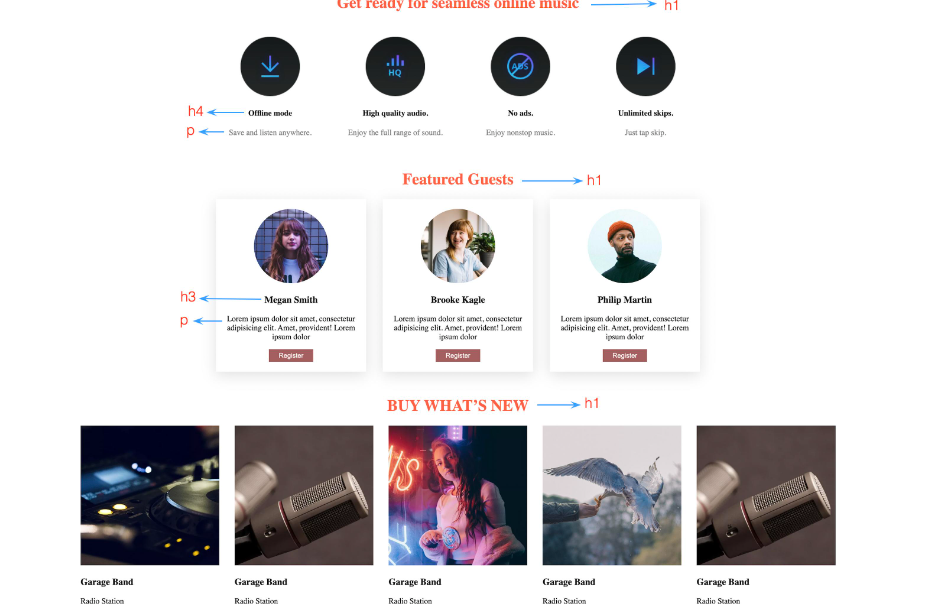 Get ready for seamless online music h1
HQ
ADS
h4 Offline mode High quality audio. No ads. Unlimited skips.
p Save and listen anywhere. Enjoy the full range of sound. Enjoy nonstop music. Just tap skip.
Featured Guests h1
h3 Megan Smith Brooke Kagle Philip Martin
p Lorem ipsum dolor sit amet, consectetur
adipisicing elit. Amet, provident! Lorem
ipsum dolor
Register
Lorem ipsum dolor sit amet, consectetur
adipisicing elit. Amet, provident! Lorem
ipsum dolor
Register
Lorem ipsum dolor sit amet, consectetur
adipisicing elit. Amet, provident! Lorem
ipsum dolor
Register
BUY WHAT'S NEW h1
Garage Band Garage Band Garage Band Garage Band Garage Band
Radio Station Radio Station Radio Station Radio Station Radio Station